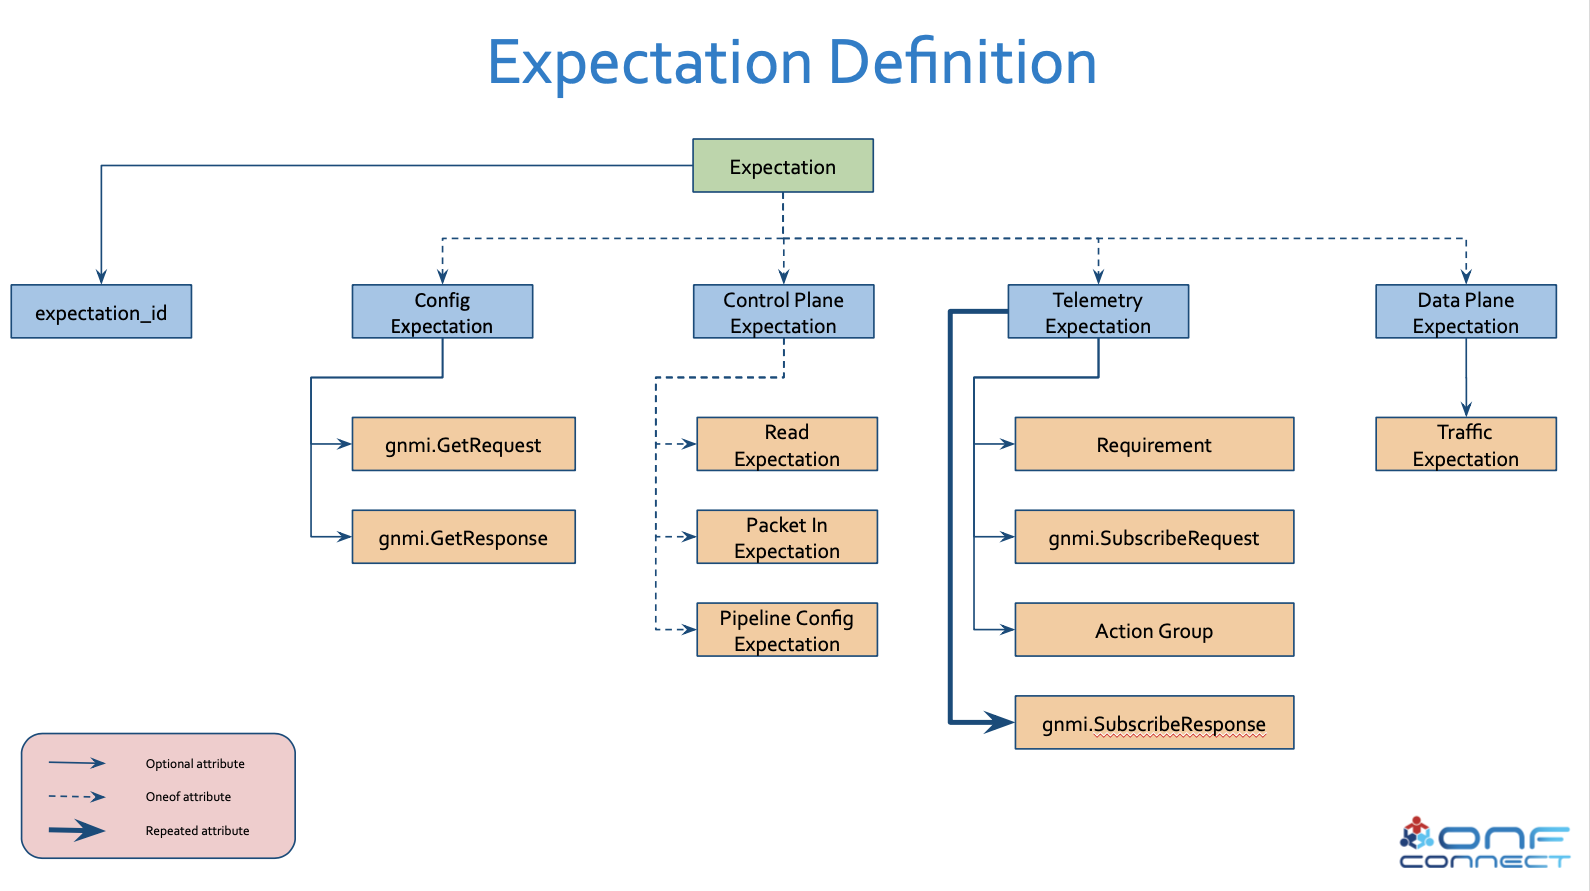 Expectation Definition
Expectation
expectation_id
Config
Expectation
Control Plane
Expectation
Telemetry
Expectation
Data Plane
Expectation
gnmi.GetRequest
Read
Expectation
Requirement
Traffic
Expectation
gnmi.GetResponse
Packet In
Expectation
gnmi.SubscribeRequest
Pipeline Config
Expectation
Action Group
gnmi.SubscribeResponse
Optional attribute
Oneof attribute
Repeated attribute
ONF
CONNECT